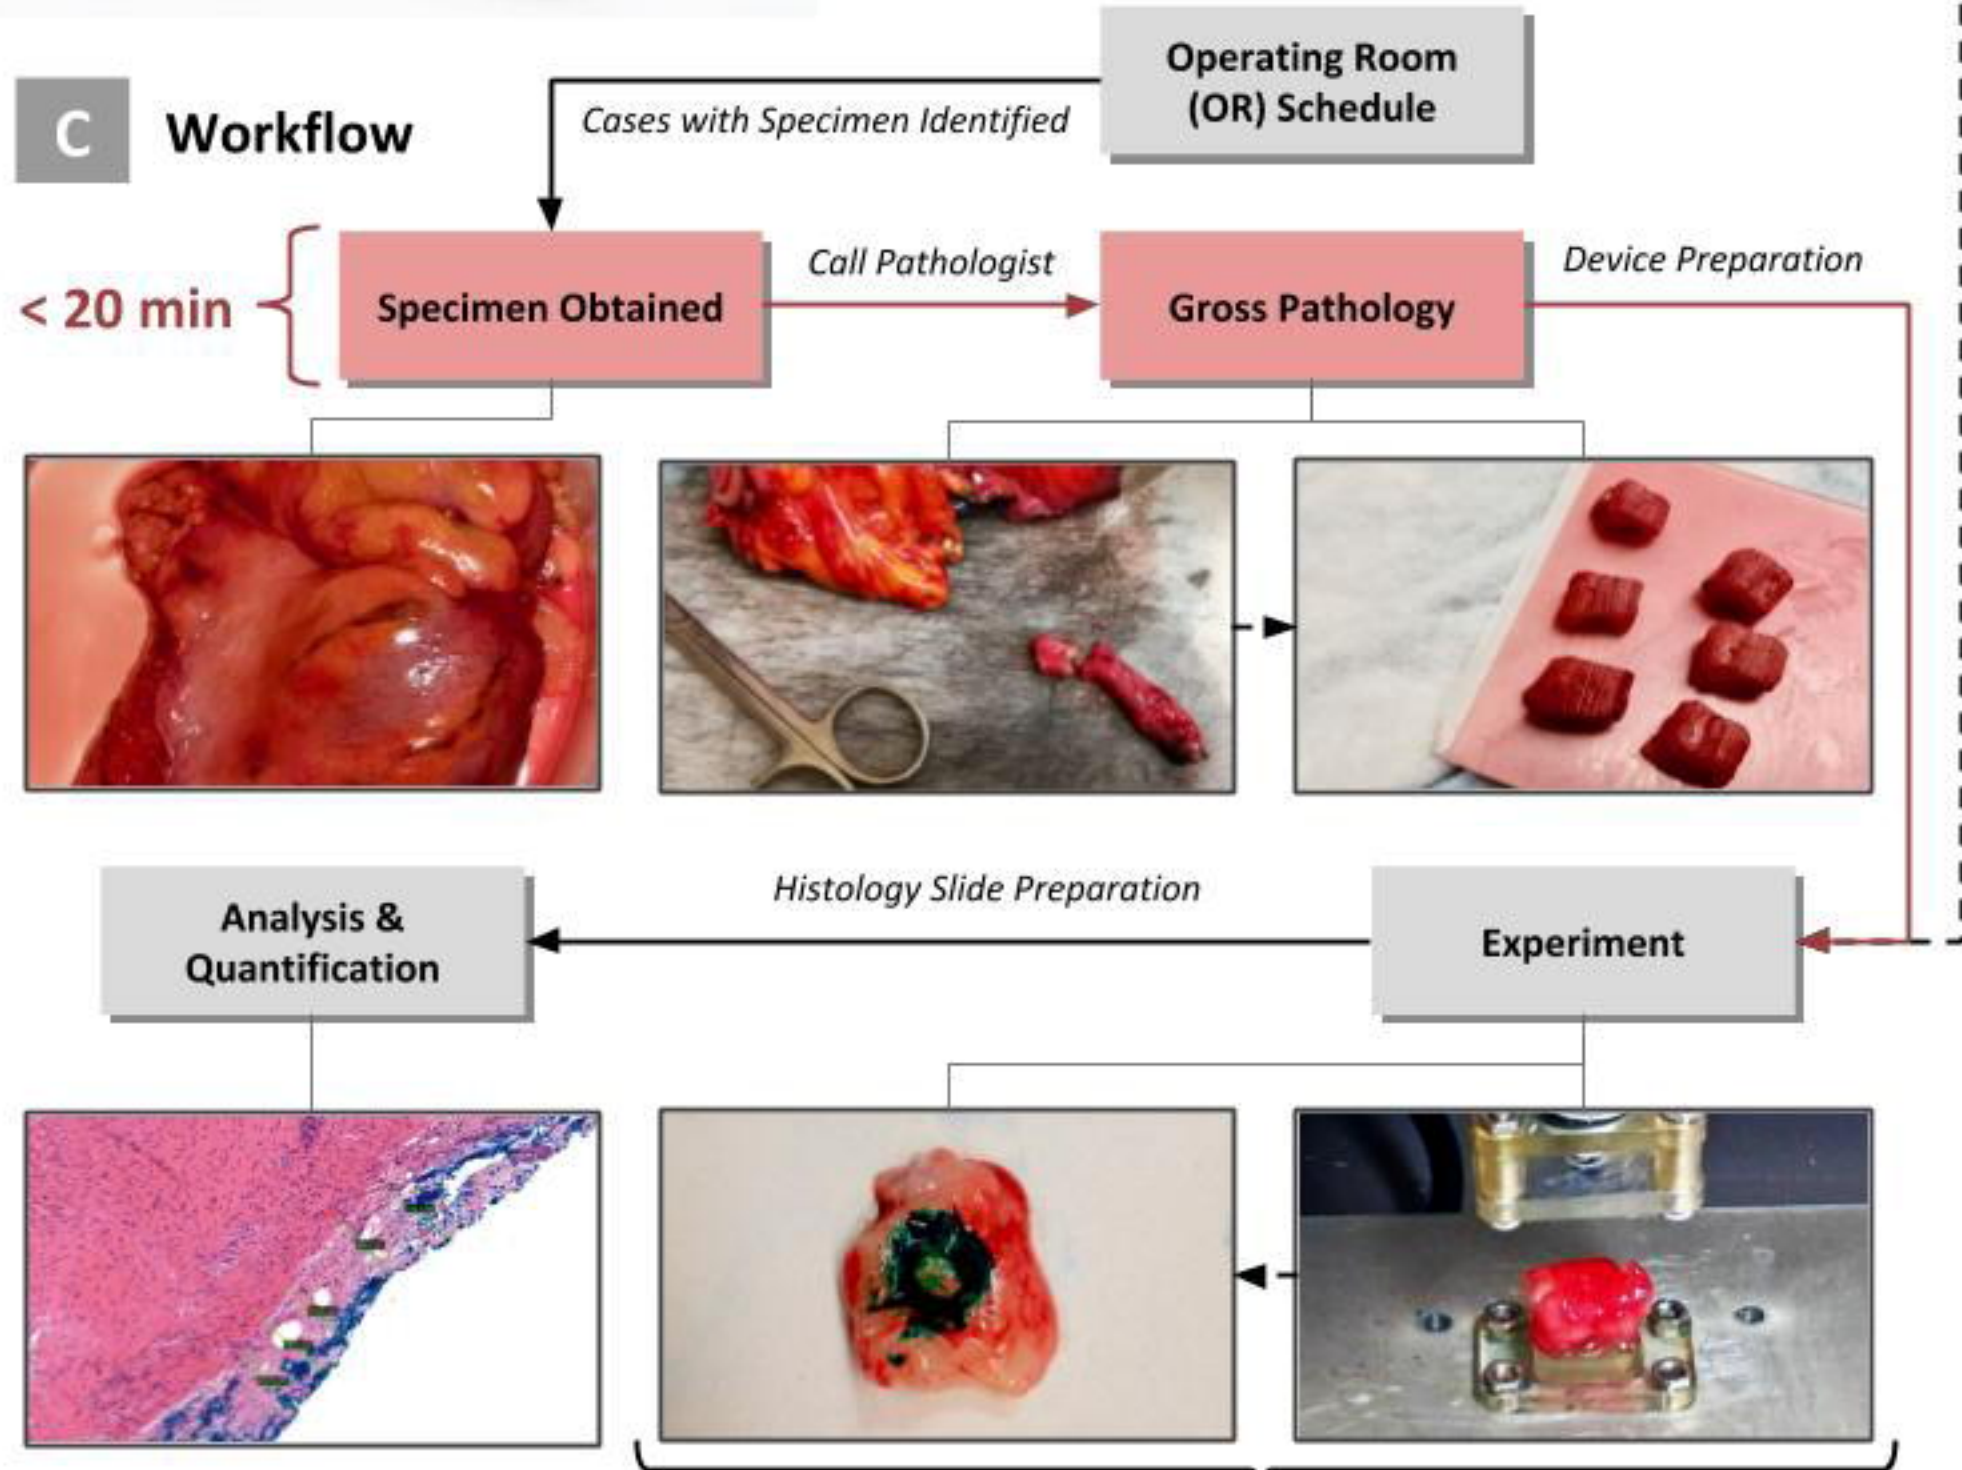 C
Workflow
Operating Room
(OR) Schedule
Cases with Specimen Identified
< 20 min
Specimen Obtained
Call Pathologist
Gross Pathology
Device Preparation
Analysis &
Quantification
Histology Slide Preparation
Experiment